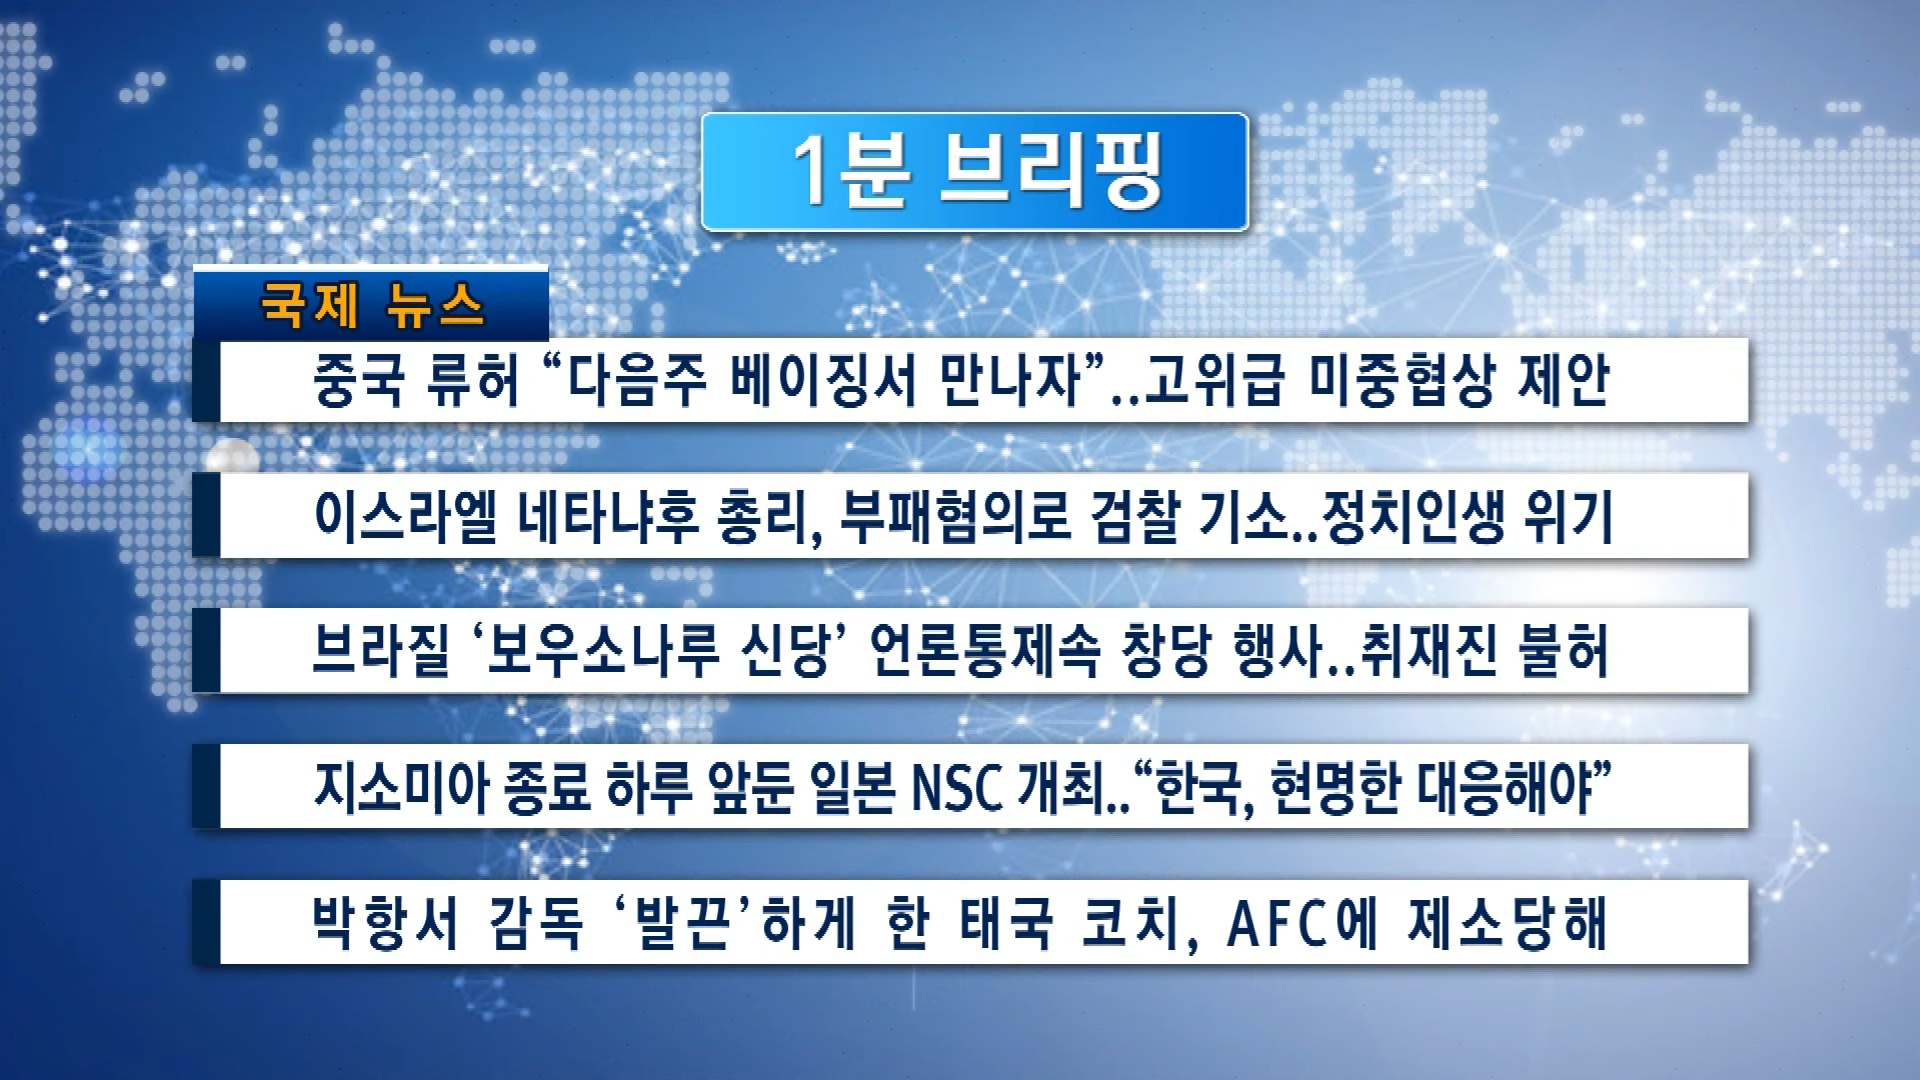 1분 브리핑
국제 뉴스
중국 류허 “다음주 베이징서 만나자”..고위급 미중협상 제안
이스라엘 네타냐후 총리, 부패혐의로 검찰 기소..정치인생 위기
브라질 ‘보우소나루 신당’ 언론통제속 창당 행사..취재진 불허
지소미아 종료 하루 앞둔 일본 NSC 개최..“한국, 현명한 대응해야”
박항서 감독 ‘발끈’하게 한 태국 코치, AFC에 제소당해